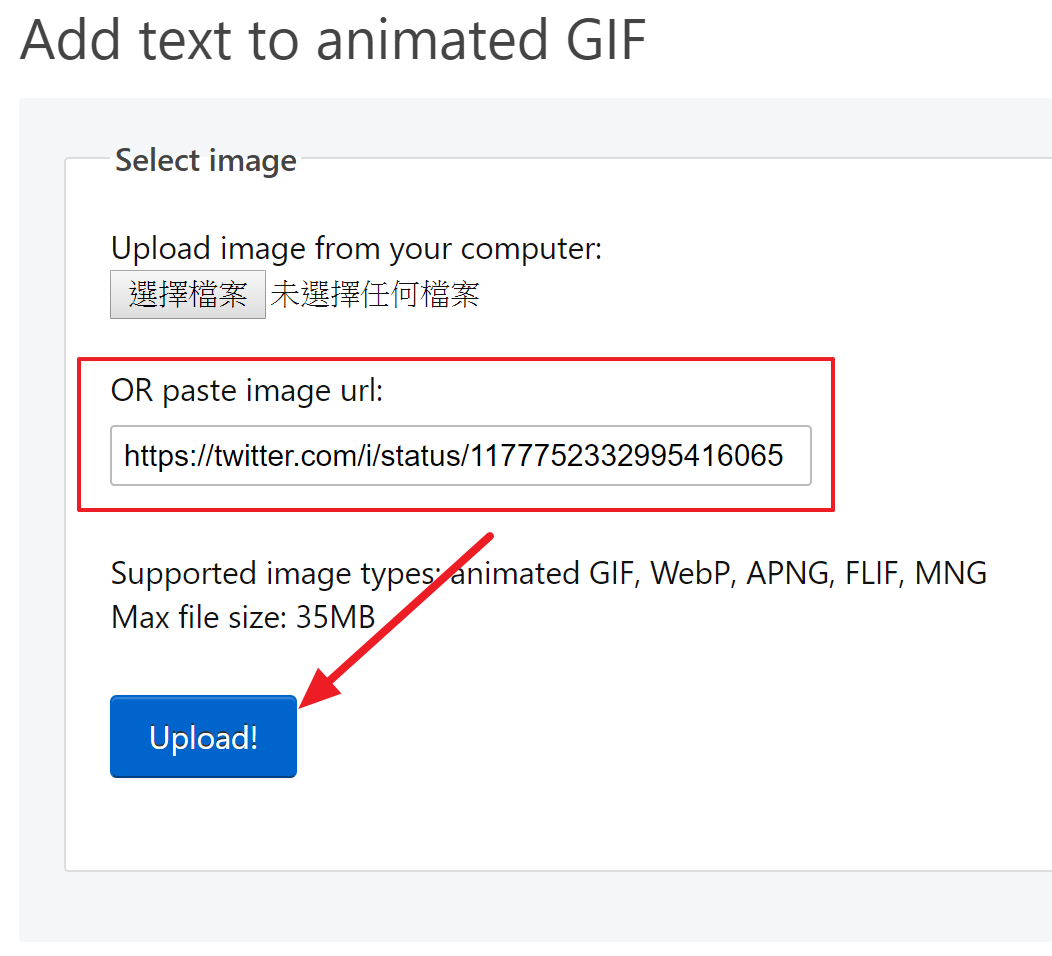 Add text to animated GIF
Select image
Upload image from your computer:
選擇檔案 未選擇任何檔案
OR paste image url:
https://twitter.com/i/status/1177752332995416065
Supported image types: animated GIF, WebP, APNG, FLIF, MNG
Max file size: 35MB
Upload!